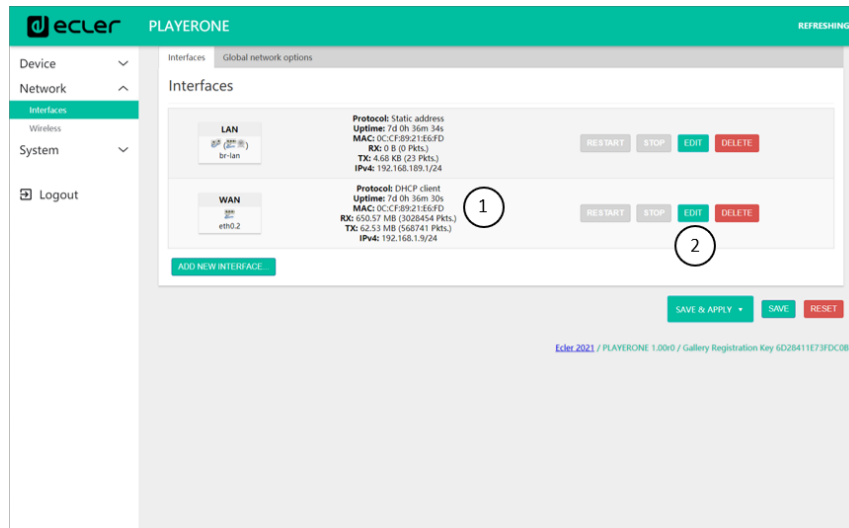 ecler
PLAYERONE
REFRESHING
Device
Network
Interfaces
Wireless
System
Logout
Interfaces
Global network options
Interfaces
LAN
br-lan
Protocol: Static address
Uptime: 7d 0h 36m 34s
MAC: 0C:CF:89:21:E6:FD
RX: 0 B (0 Pkts.)
TX: 4.68 KB (23 Pkts.)
IPv4: 192.168.189.1/24
RESTART
STOP
EDIT
DELETE
WAN
eth0.2
Protocol: DHCP client
Uptime: 7d 0h 36m 30s
MAC: 0C:CF:89:21:E6:FD
RX: 650.57 MB (3028454 Pkts.)
TX: 62.53 MB (568741 Pkts.)
IPv4: 192.168.1.9/24
1
RESTART
STOP
EDIT
DELETE
2
ADD NEW INTERFACE...
SAVE & APPLY
SAVE
RESET
Ecler 2021 / PLAYERONE 1.00r0 / Gallery Registration Key 6D28411E73FDC0B